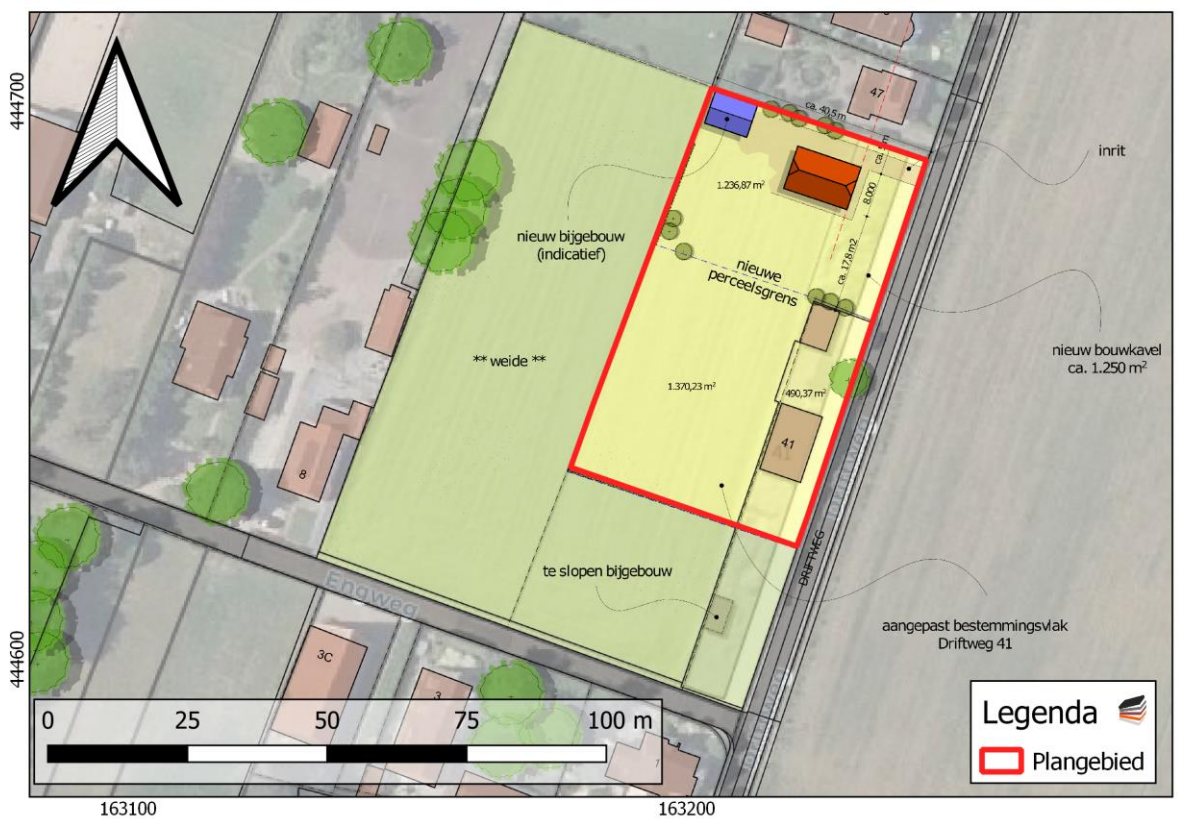 444700
47
ca. 40,5 m
inrit
1.236,87 m²
8.000
nieuw bijgebouw
(indicatief)
ca. 17,8 m2
nieuwe
perceelsgrens
nieuw bouwkavel
ca. 1.250 m²
** weide **
1.370,23 m²
490,37 m²
41
8
DRIFTWEG
te slopen bijgebouw
Engweg
aangepast bestemmingsvlak
Driftweg 41
444600
3C
3
1
0 25 50 75 100 m
Legenda
Plangebied
163100 163200